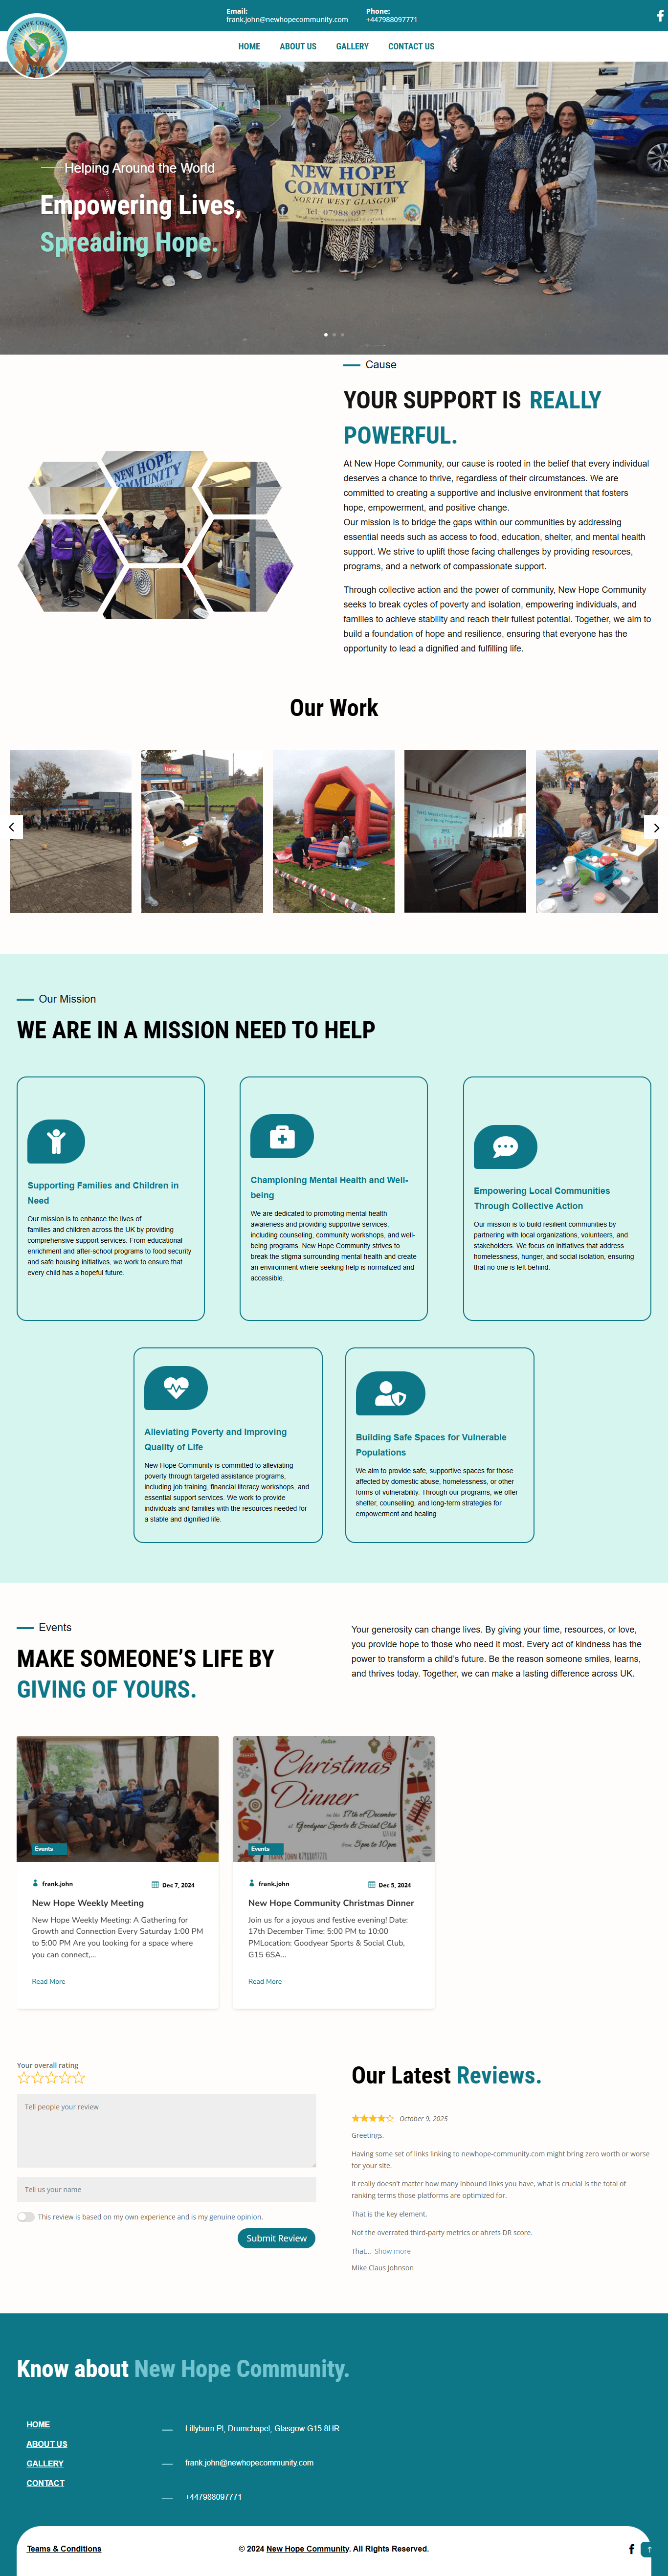 Email:
frank.john@newhopecommunity.com
Phone:
+447988097771
NEW HOPE COMMUNITY
NHC
HOME
ABOUT US
GALLERY
CONTACT US
Helping Around the World
Empowering Lives,
Spreading Hope.
NEW HOPE
COMMUNITY
NORTH WEST GLASGOW
Tel: 07988 097 771
Cause
YOUR SUPPORT IS REALLY
POWERFUL.
At New Hope Community, our cause is rooted in the belief that every individual
deserves a chance to thrive, regardless of their circumstances. We are
committed to creating a supportive and inclusive environment that fosters
hope, empowerment, and positive change.
Our mission is to bridge the gaps within our communities by addressing
essential needs such as access to food, education, shelter, and mental health
support. We strive to uplift those facing challenges by providing resources,
programs, and a network of compassionate support.
Through collective action and the power of community, New Hope Community
seeks to break cycles of poverty and isolation, empowering individuals, and
families to achieve stability and reach their fullest potential. Together, we aim to
build a foundation of hope and resilience, ensuring that everyone has the
opportunity to lead a dignified and fulfilling life.
NEW HOPE
COMMUNITY
Our Work
Our Mission
WE ARE IN A MISSION NEED TO HELP
Supporting Families and Children in
Need
Our mission is to enhance the lives of
families and children across the UK by providing
comprehensive support services. From educational
enrichment and after-school programs to food security
and safe housing initiatives, we work to ensure that
every child has a hopeful future.
Championing Mental Health and Well-
being
We are dedicated to promoting mental health
awareness and providing supportive services,
including counseling, community workshops, and well-
being programs. New Hope Community strives to
break the stigma surrounding mental health and create
an environment where seeking help is normalized and
accessible.
Empowering Local Communities
Through Collective Action
Our mission is to build resilient communities by
partnering with local organizations, volunteers, and
stakeholders. We focus on initiatives that address
homelessness, hunger, and social isolation, ensuring
that no one is left behind.
Alleviating Poverty and Improving
Quality of Life
New Hope Community is committed to alleviating
poverty through targeted assistance programs,
including job training, financial literacy workshops, and
essential support services. We work to provide
individuals and families with the resources needed for
a stable and dignified life.
Building Safe Spaces for Vulnerable
Populations
We aim to provide safe, supportive spaces for those
affected by domestic abuse, homelessness, or other
forms of vulnerability. Through our programs, we offer
shelter, counselling, and long-term strategies for
empowerment and healing
Events
MAKE SOMEONE’S LIFE BY
GIVING OF YOURS.
Your generosity can change lives. By giving your time, resources, or love,
you provide hope to those who need it most. Every act of kindness has the
power to transform a child’s future. Be the reason someone smiles, learns,
and thrives today. Together, we can make a lasting difference across UK.
Events
frank.john
Dec 7, 2024
New Hope Weekly Meeting
New Hope Weekly Meeting: A Gathering for
Growth and Connection Every Saturday 1:00 PM
to 5:00 PM Are you looking for a space where
you can connect,...
Read More
Christmas
Dinner
on the 17th of December
at Goodyear Sports & Social Club
G15 6SA
from 5pm to 10pm
Events
frank.john
Dec 5, 2024
New Hope Community Christmas Dinner
Join us for a joyous and festive evening! Date:
17th December Time: 5:00 PM to 10:00
PMLocation: Goodyear Sports & Social Club,
G15 6SA...
Read More
Your overall rating
Tell people your review
Tell us your name
This review is based on my own experience and is my genuine opinion.
Submit Review
Our Latest Reviews.
October 9, 2025
Greetings,
Having some set of links linking to newhope-community.com might bring zero worth or worse
for your site.
It really doesn’t matter how many inbound links you have, what is crucial is the total of
ranking terms those platforms are optimized for.
That is the key element.
Not the overrated third-party metrics or ahrefs DR score.
That... Show more
Mike Claus Johnson
Know about New Hope Community.
HOME
ABOUT US
GALLERY
CONTACT
Lillyburn Pl, Drumchapel, Glasgow G15 8HR
frank.john@newhopecommunity.com
+447988097771
Teams & Conditions
© 2024 New Hope Community. All Rights Reserved.